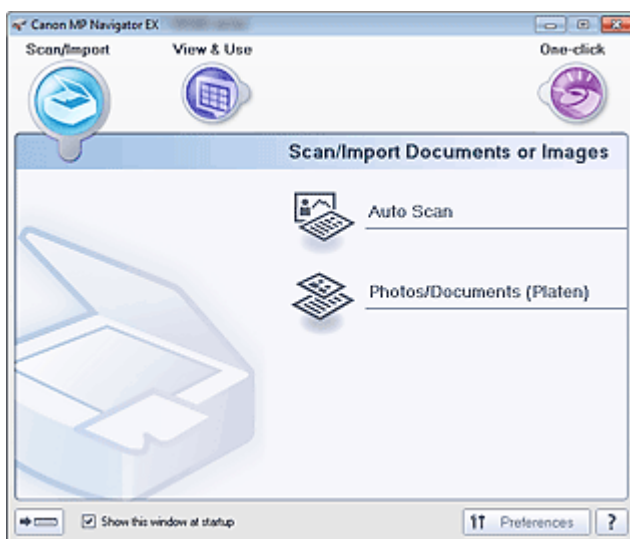 Canon MP Navigator EX
Scan/Import View & Use One-click
Scan/Import Documents or Images
Auto Scan
Photos/Documents (Platen)
Show this window at startup Preferences ?